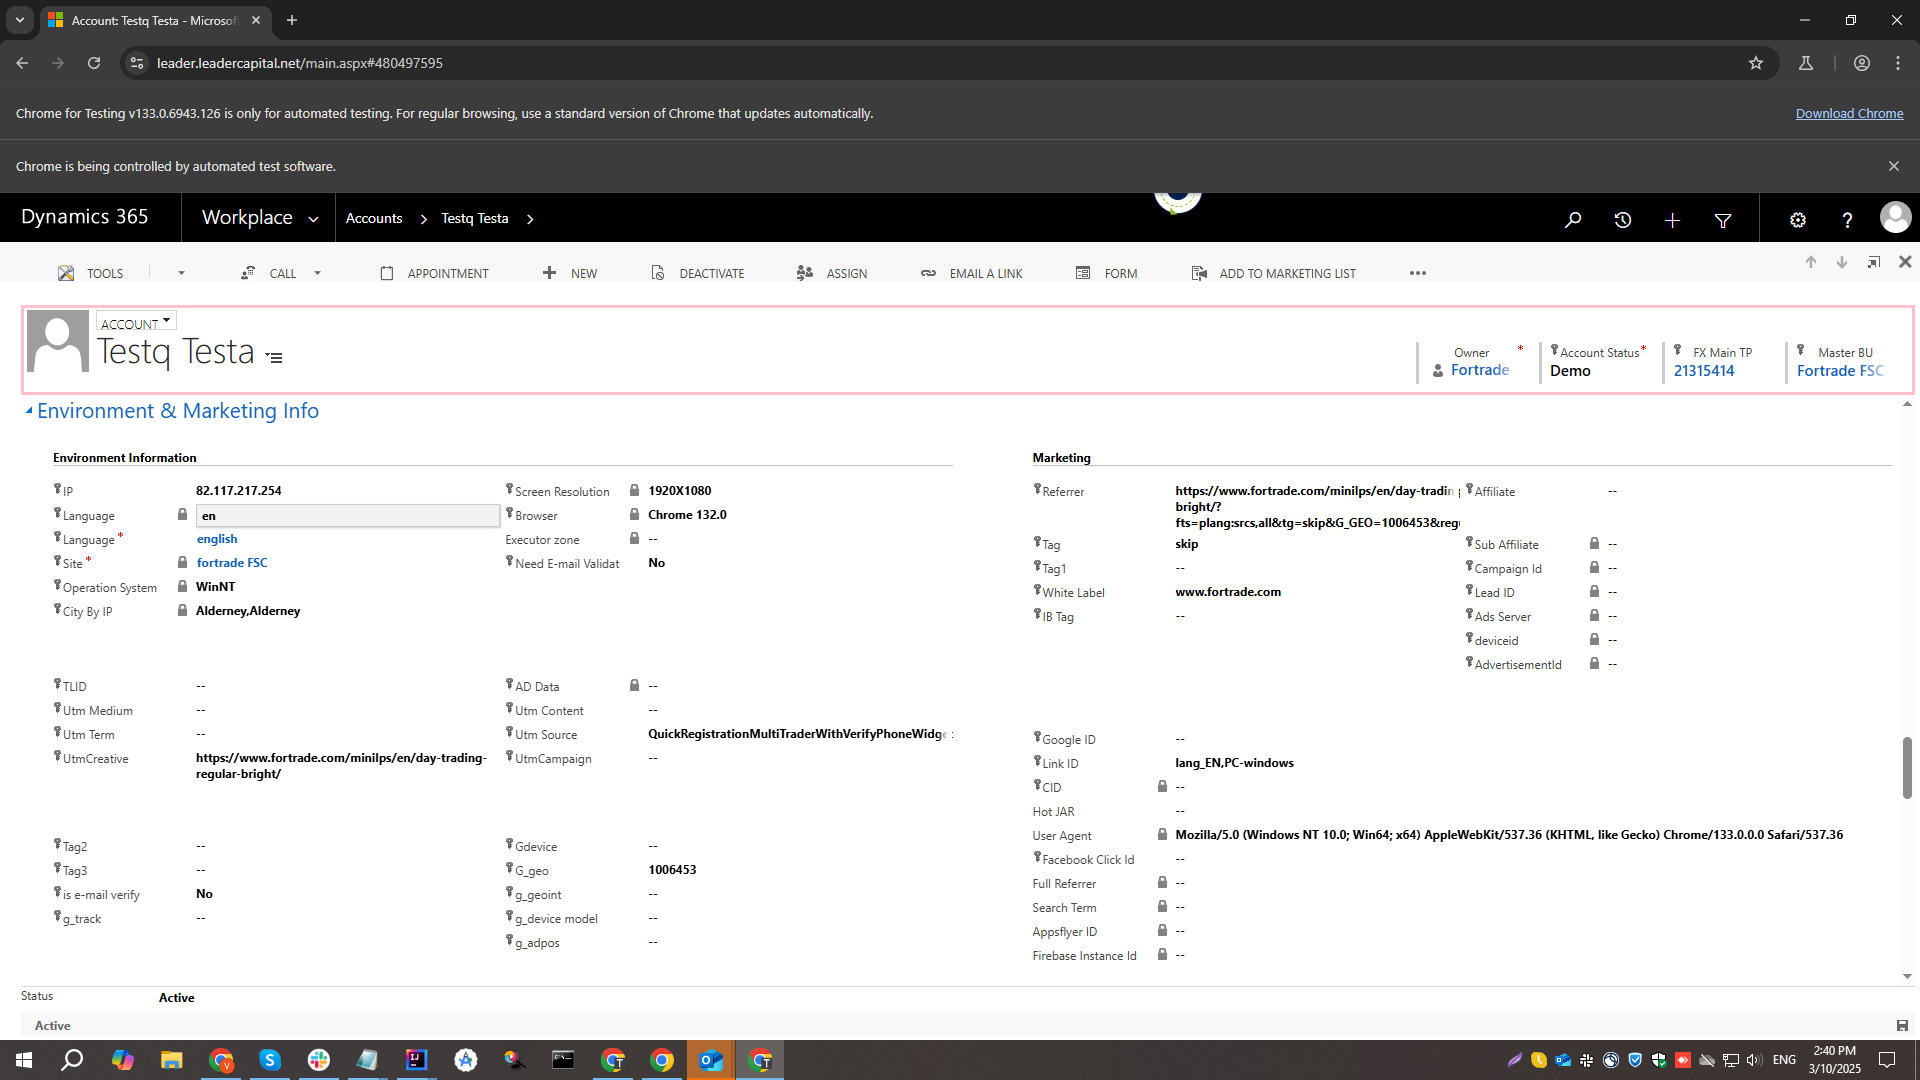 Account: Testq Testa - Microsof
leader.leadercapital.net/main.aspx#480497595
Chrome for Testing v133.0.6943.126 is only for automated testing. For regular browsing, use a standard version of Chrome that updates automatically.
Download Chrome
Chrome is being controlled by automated test software.
Dynamics 365
Workplace
Accounts
Testq Testa
TOOLS
CALL
APPOINTMENT
NEW
DEACTIVATE
ASSIGN
EMAIL A LINK
FORM
ADD TO MARKETING LIST
ACCOUNT
Testq Testa
Owner *
Fortrade
Account Status *
Demo
FX Main TP
21315414
Master BU
Fortrade FSC
Environment & Marketing Info
Environment Information
IP 82.117.217.254
Language en
Language * english
Site * fortrade FSC
Operation System WinNT
City By IP Alderney,Alderney
Screen Resolution 1920X1080
Browser Chrome 132.0
Executor zone --
Need E-mail Validat No
TLID --
Utm Medium --
Utm Term --
UtmCreative https://www.fortrade.com/minilps/en/day-trading-
regular-bright/
AD Data --
Utm Content --
Utm Source QuickRegistrationMultiTraderWithVerifyPhoneWidge
UtmCampaign --
Tag2 --
Tag3 --
is e-mail verify No
g_track --
Gdevice --
G_geo 1006453
g_geoint --
g_device model --
g_adpos --
Marketing
Referrer https://www.fortrade.com/minilps/en/day-tradin
bright/?
fts=plang:srcs,all&tg=skip&G_GEO=1006453&reg
Tag skip
Tag1 --
White Label www.fortrade.com
IB Tag --
Affiliate --
Sub Affiliate --
Campaign Id --
Lead ID --
Ads Server --
deviceid --
AdvertisementId --
Google ID --
Link ID lang_EN,PC-windows
CID --
Hot JAR --
User Agent Mozilla/5.0 (Windows NT 10.0; Win64; x64) AppleWebKit/537.36 (KHTML, like Gecko) Chrome/133.0.0.0 Safari/537.36
Facebook Click Id --
Full Referrer --
Search Term --
Appsflyer ID --
Firebase Instance Id --
Status Active
Active
ENG
2:40 PM
3/10/2025